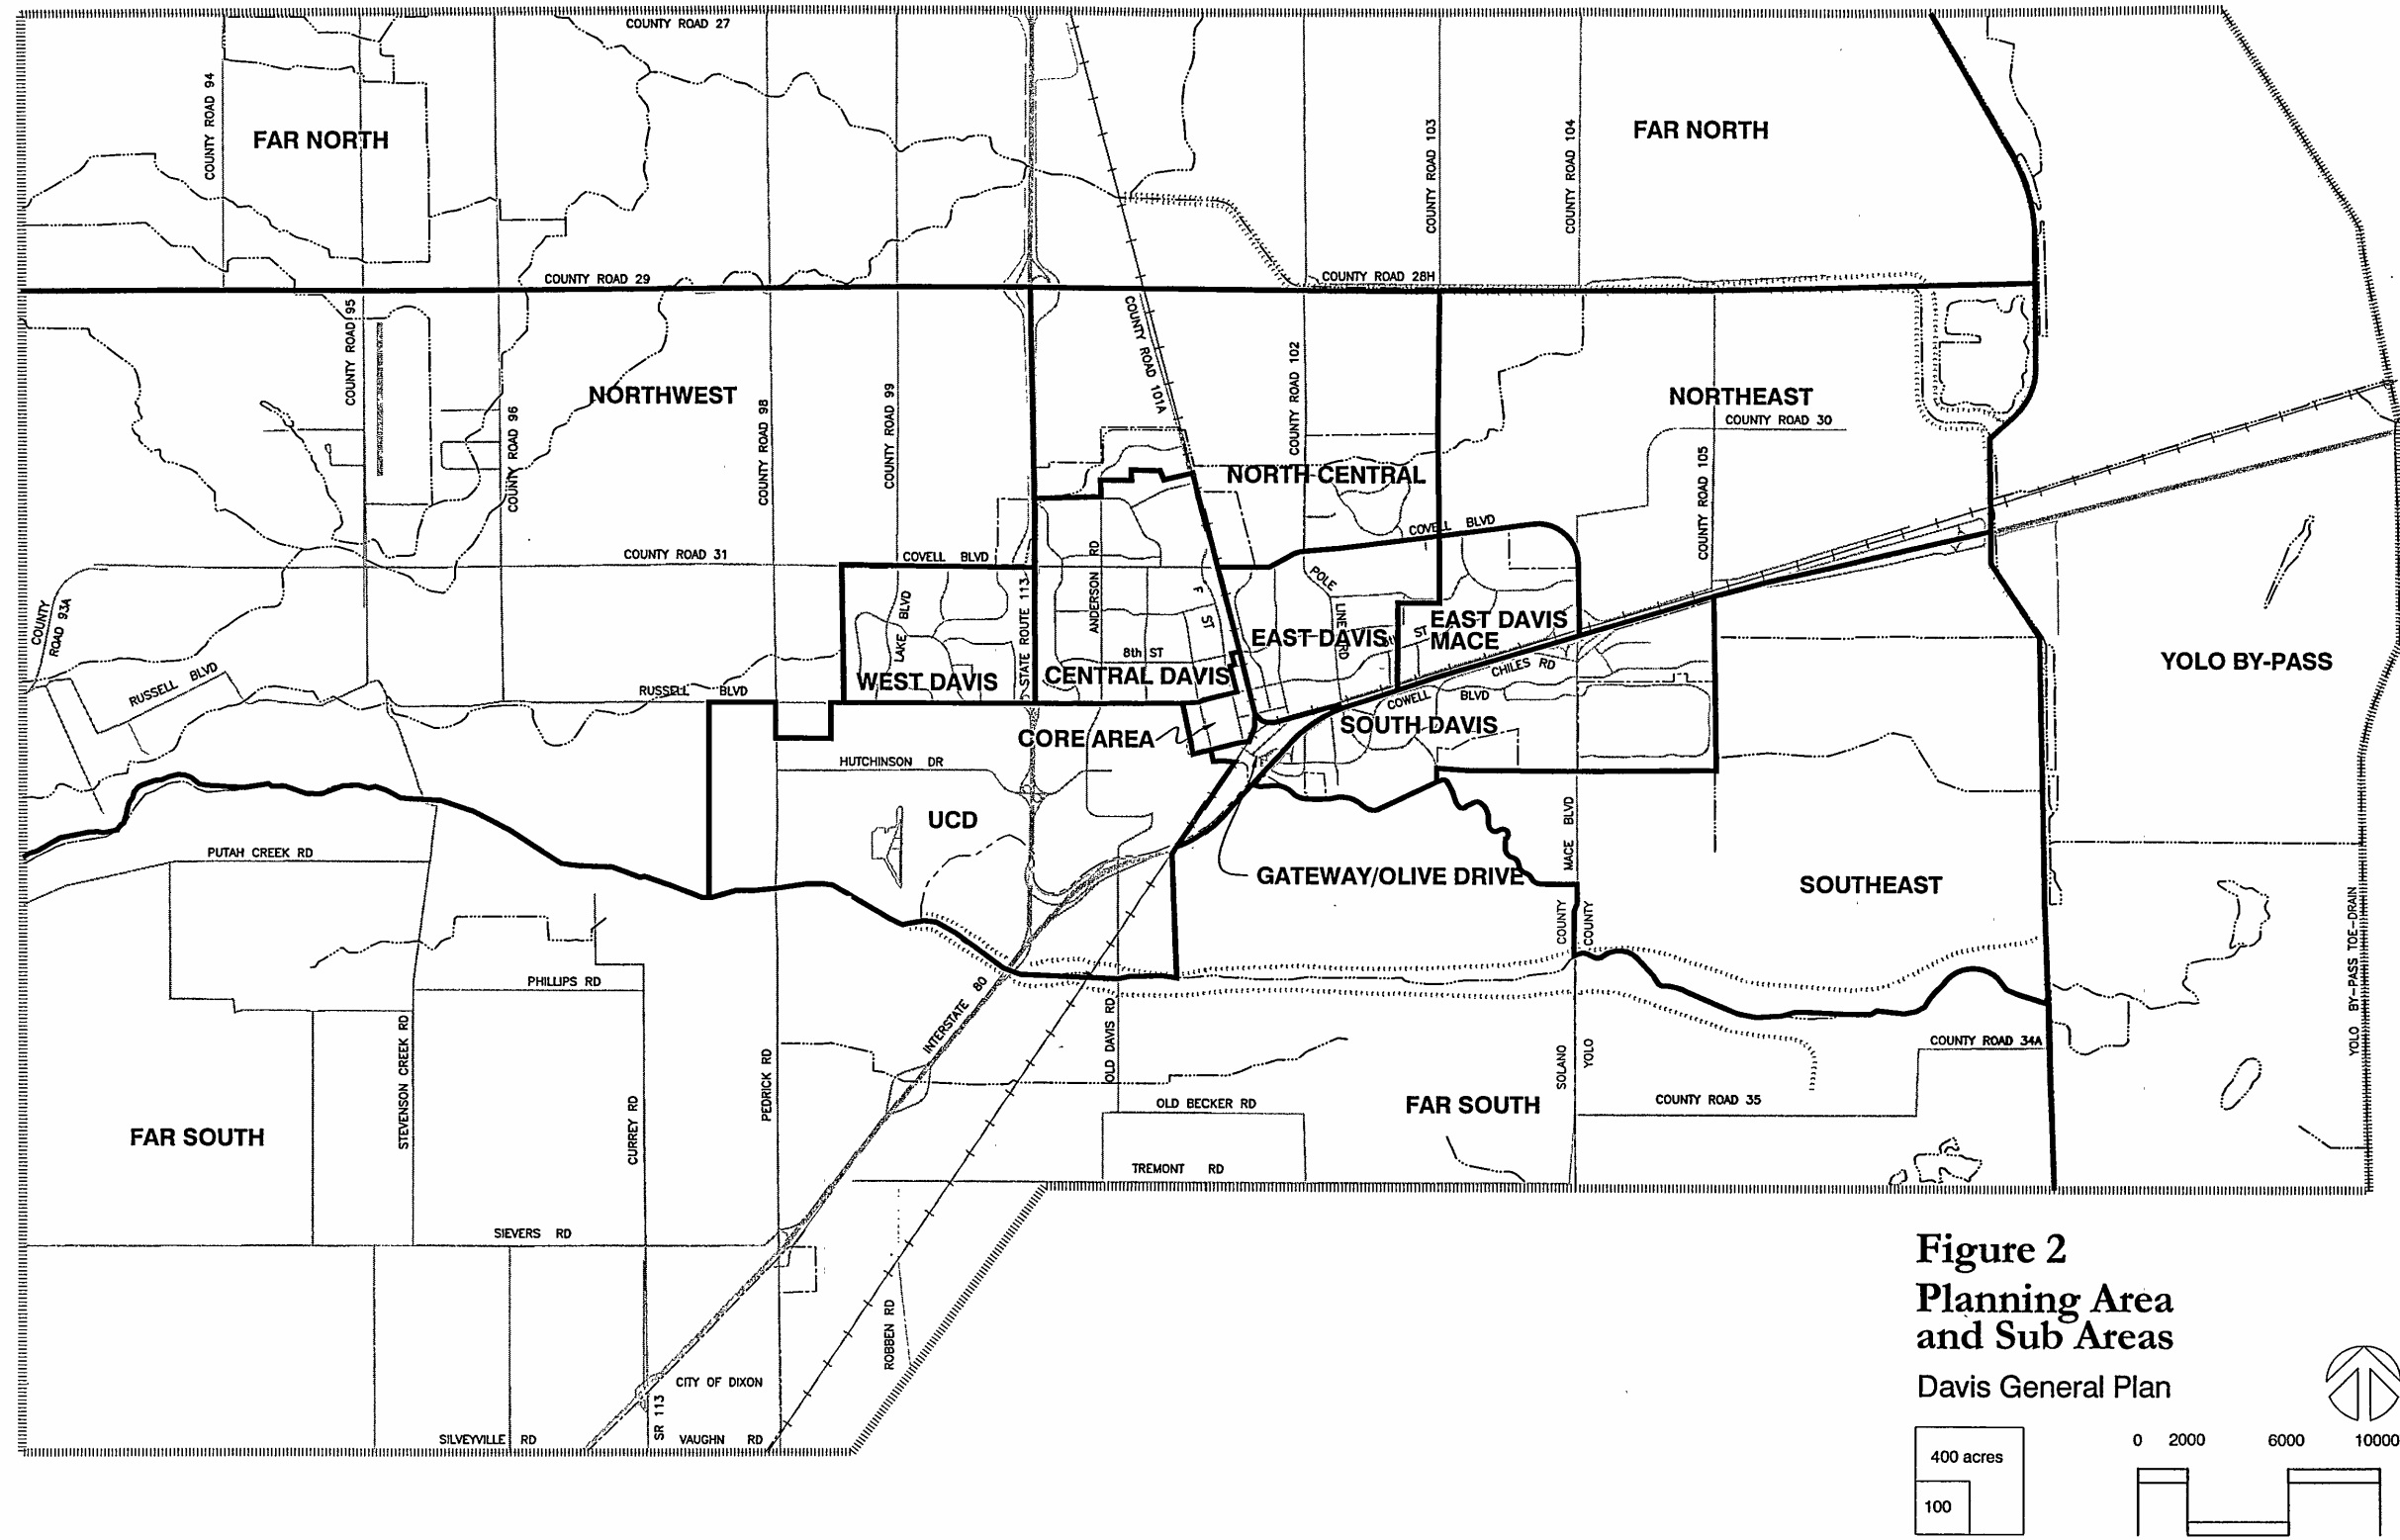 COUNTY ROAD 27
COUNTY ROAD 94
FAR NORTH
COUNTY ROAD 103
COUNTY ROAD 104
FAR NORTH
COUNTY ROAD 29
COUNTY ROAD 28H
COUNTY ROAD 95
COUNTY ROAD 96
NORTHWEST
COUNTY ROAD 98
COUNTY ROAD 99
COUNTY ROAD 101A
COUNTY ROAD 102
NORTHEAST
COUNTY ROAD 30
COUNTY ROAD 105
NORTH CENTRAL
COVELL BLVD
COUNTY ROAD 31
COVELL BLVD
COUNTY
ROAD 93A
LAKE BLVD
STATE ROUTE 113
ANDERSON RD
F ST
POLE
LINE RD
EAST DAVIS
ST
EAST DAVIS
MACE
8th ST
CHILES RD
YOLO BY-PASS
WEST DAVIS
CENTRAL DAVIS
RUSSELL BLVD
RUSSELL BLVD
COWELL BLVD
SOUTH DAVIS
CORE AREA
HUTCHINSON DR
UCD
MACE BLVD
PUTAH CREEK RD
GATEWAY/OLIVE DRIVE
SOUTHEAST
COUNTY
COUNTY
YOLO BY-PASS TOE-DRAIN
PHILLIPS RD
INTERSTATE 80
OLD DAVIS RD
STEVENSON CREEK RD
CURREY RD
PEDRICK RD
SOLANO
YOLO
COUNTY ROAD 34A
OLD BECKER RD
FAR SOUTH
COUNTY ROAD 35
FAR SOUTH
TREMONT RD
SIEVERS RD
ROBBEN RD
CITY OF DIXON
SR 113
SILVEYVILLE RD
VAUGHN RD
Figure 2
Planning Area
and Sub Areas
Davis General Plan
400 acres
100
0 2000 6000 10000